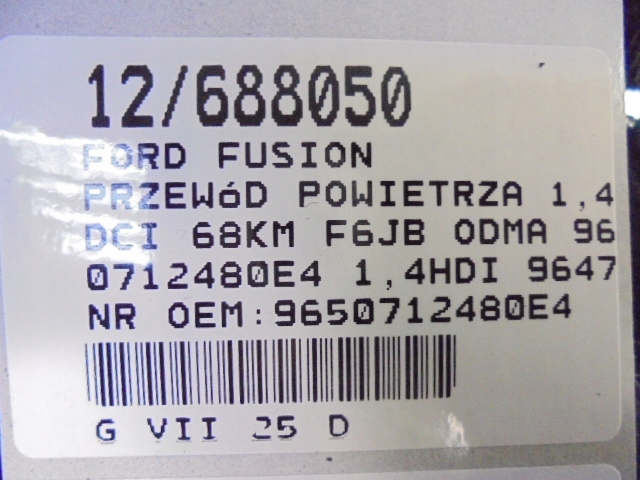 12/688050
FORD FUSION
PRZEWóD POWIETRZA 1,4
DCI 68KM F6JB ODMA 96
0712480E4 1,4HDI 9647
NR OEM:9650712480E4
G VII 25 D